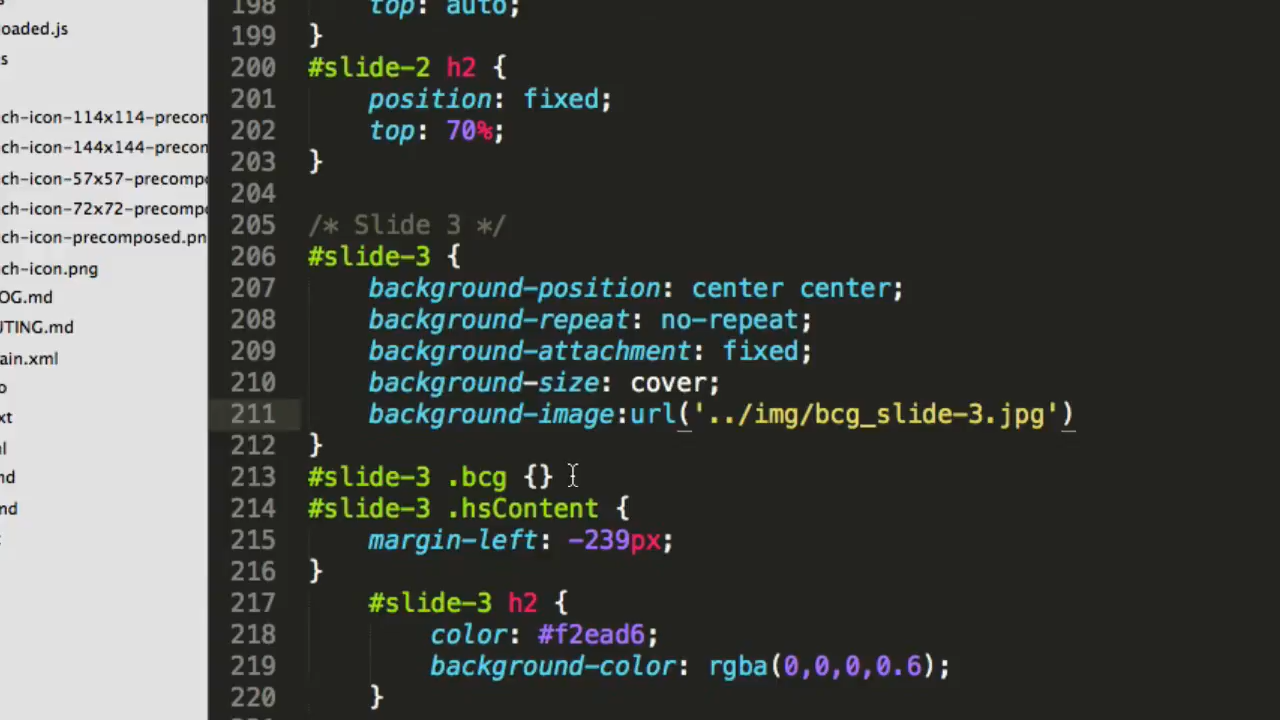 198 top: auto;
oaded.js
199 }
s
200 #slide-2 h2 {
201 position: fixed;
ch-icon-114x114-precom
202 top: 70%;
ch-icon-144x144-precom
203 }
ch-icon-57x57-precompo
204
ch-icon-72x72-precompo
205 /* Slide 3 */
ch-icon-precomposed.pn
206 #slide-3 {
ch-icon.png
207 background-position: center center;
OG.md
208 background-repeat: no-repeat;
UTING.md
209 background-attachment: fixed;
ain.xml
210 background-size: cover;
o
211 background-image:url('../img/bcg_slide-3.jpg')
xt
212 }
l
213 #slide-3 .bcg {}
nd
214 #slide-3 .hsContent {
md
215 margin-left: -239px;
216 }
217 #slide-3 h2 {
218 color: #f2ead6;
219 background-color: rgba(0,0,0,0.6);
220 }